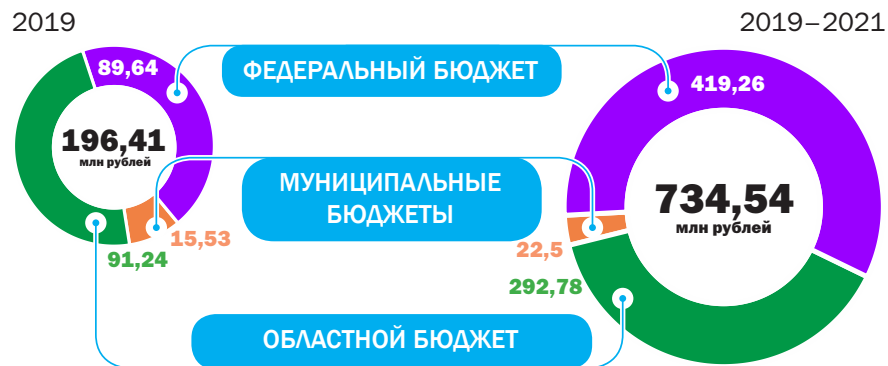 2019
2019–2021
ФЕДЕРАЛЬНЫЙ БЮДЖЕТ
89,64
419,26
196,41
млн рублей
МУНИЦИПАЛЬНЫЕ
БЮДЖЕТЫ
734,54
млн рублей
15,53
22,5
91,24
292,78
ОБЛАСТНОЙ БЮДЖЕТ